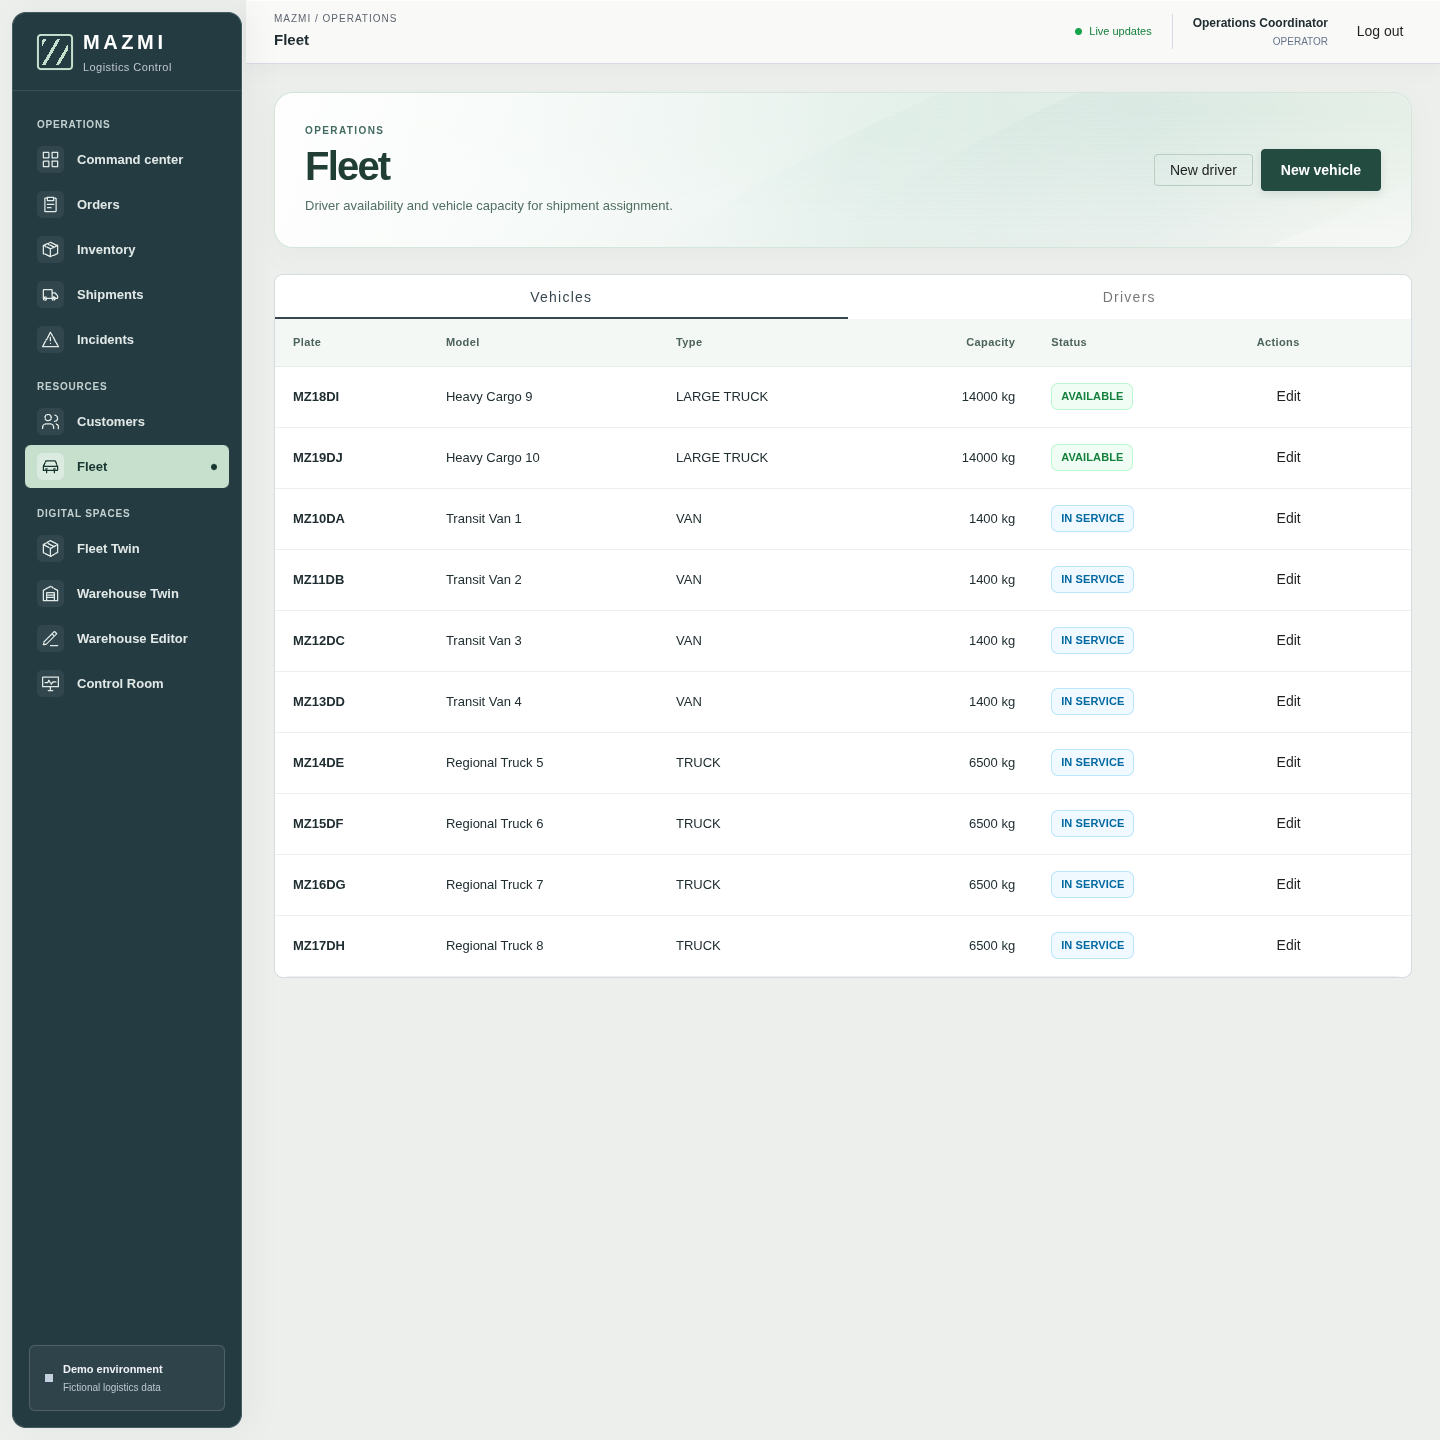 MAZMI
Logistics Control
OPERATIONS
Command center
Orders
Inventory
Shipments
Incidents
RESOURCES
Customers
Fleet
DIGITAL SPACES
Fleet Twin
Warehouse Twin
Warehouse Editor
Control Room
Demo environment
Fictional logistics data
MAZMI / OPERATIONS
Fleet
Live updates
Operations Coordinator
OPERATOR
Log out
OPERATIONS
Fleet
Driver availability and vehicle capacity for shipment assignment.
New driver
New vehicle
Vehicles Drivers
Plate Model Type Capacity Status Actions
MZ18DI Heavy Cargo 9 LARGE TRUCK 14000 kg AVAILABLE Edit
MZ19DJ Heavy Cargo 10 LARGE TRUCK 14000 kg AVAILABLE Edit
MZ10DA Transit Van 1 VAN 1400 kg IN SERVICE Edit
MZ11DB Transit Van 2 VAN 1400 kg IN SERVICE Edit
MZ12DC Transit Van 3 VAN 1400 kg IN SERVICE Edit
MZ13DD Transit Van 4 VAN 1400 kg IN SERVICE Edit
MZ14DE Regional Truck 5 TRUCK 6500 kg IN SERVICE Edit
MZ15DF Regional Truck 6 TRUCK 6500 kg IN SERVICE Edit
MZ16DG Regional Truck 7 TRUCK 6500 kg IN SERVICE Edit
MZ17DH Regional Truck 8 TRUCK 6500 kg IN SERVICE Edit